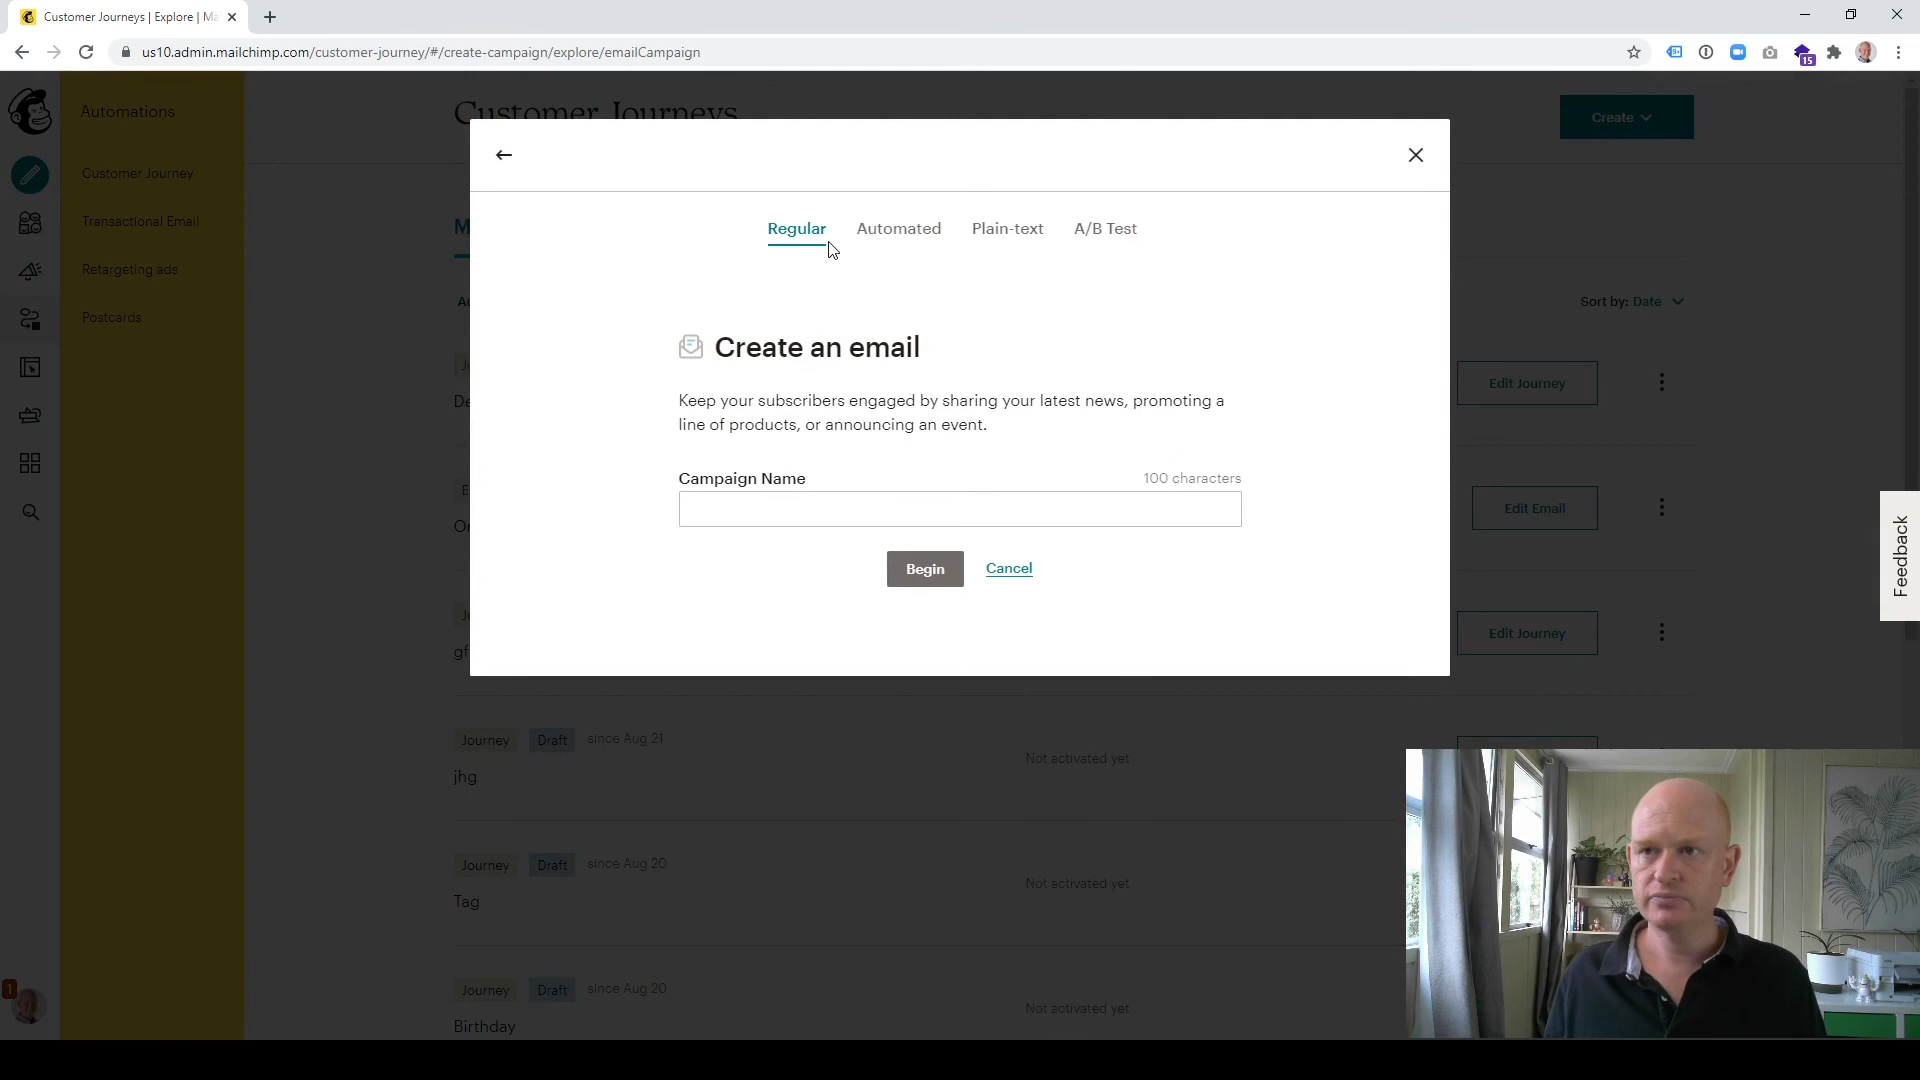 Customer Journeys | Explore | Ma
us10.admin.mailchimp.com/customer-journey/#/create-campaign/explore/emailCampaign
15
Automations
Customer Journey
Transactional Email
Retargeting ads
Postcards
1
Customer Journeys
Create
M
Sort by: Date
Regular
Automated
Plain-text
A/B Test
Create an email
Keep your subscribers engaged by sharing your latest news, promoting a
line of products, or announcing an event.
Campaign Name
100 characters
Begin
Cancel
De
Edit Journey
Edit Email
gf
Edit Journey
Feedback
Journey Draft since Aug 21
jhg
Not activated yet
Journey Draft since Aug 20
Tag
Not activated yet
Journey Draft since Aug 20
Birthday
Not activated yet